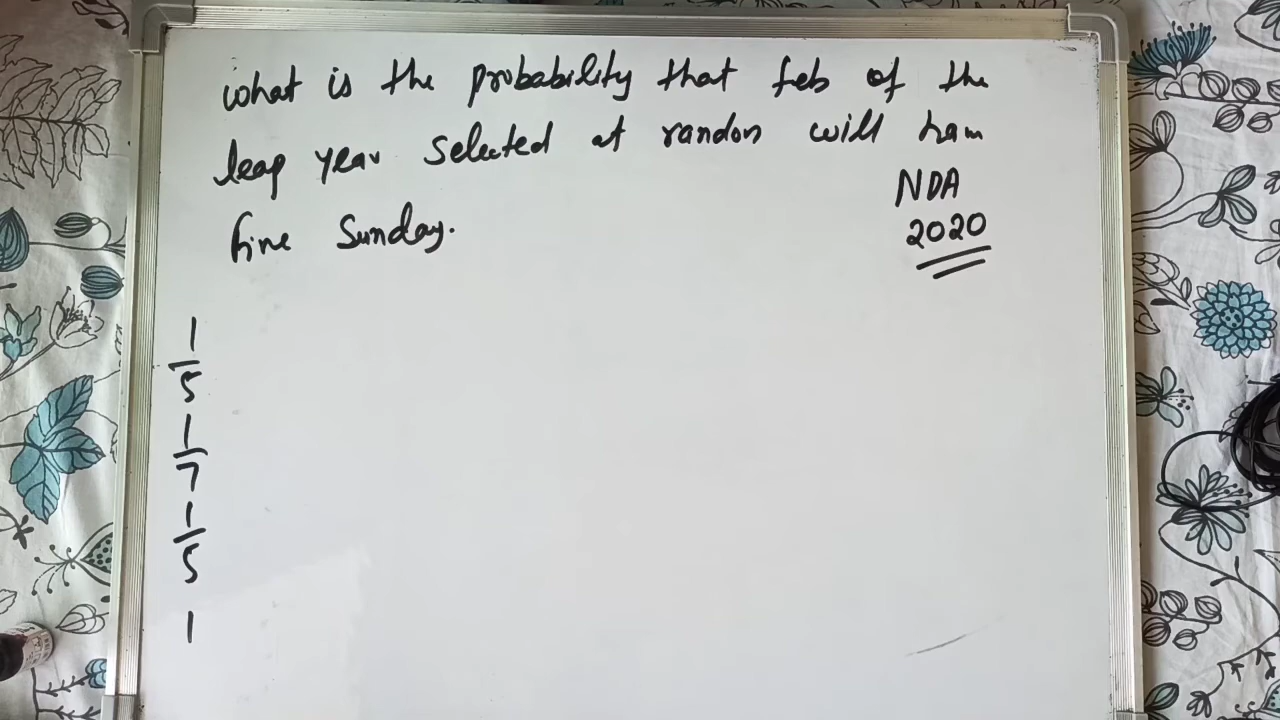 what is the probability that feb of the
leap year selected at random will have
five Sunday.
NDA
2020
1/5
1/7
1/5
1